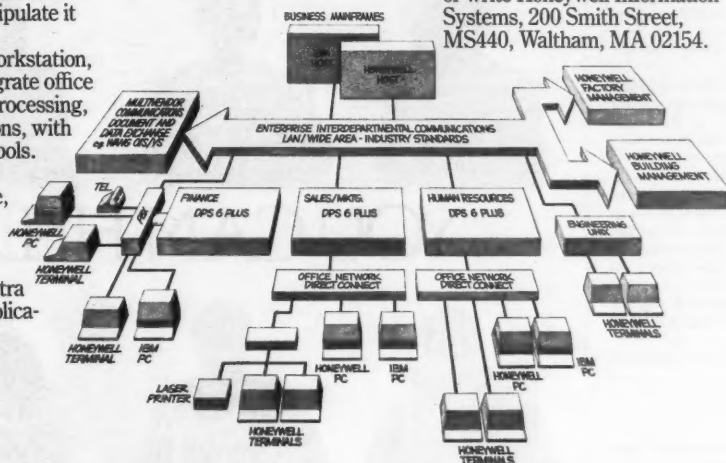 ipulate it
orkstation,
grate office
processing,
ons, with
ools.
e,
tra
plica-
or write Honeywell Information
Systems, 200 Smith Street,
MS440, Waltham, MA 02154.
BUSINESS MAINFRAMES
HOST
HONEYWELL
HOST
MULTIVENDOR
COMMUNICATIONS
DOCUMENT AND
DATA EXCHANGE
eg. WANG OIS/VS
ENTERPRISE INTERDEPARTMENTAL COMMUNICATIONS
LAN/WIDE AREA - INDUSTRY STANDARDS
HONEYWELL
FACTORY
MANAGEMENT
HONEYWELL
BUILDING
MANAGEMENT
TEL.
PBX
FINANCE
DPS 6 PLUS
SALES/MKTG.
DPS 6 PLUS
HUMAN RESOURCES
DPS 6 PLUS
ENGINEERING
UNIX
HONEYWELL
PC
HONEYWELL
TERMINAL
HONEYWELL
TERMINAL
IBM
PC
OFFICE NETWORK
DIRECT CONNECT
OFFICE NETWORK
DIRECT CONNECT
LASER
PRINTER
HONEYWELL
TERMINALS
HONEYWELL
PC
IBM
PC
HONEYWELL
TERMINALS
HONEYWELL
PC
IBM
PC
HONEYWELL
TERMINALS